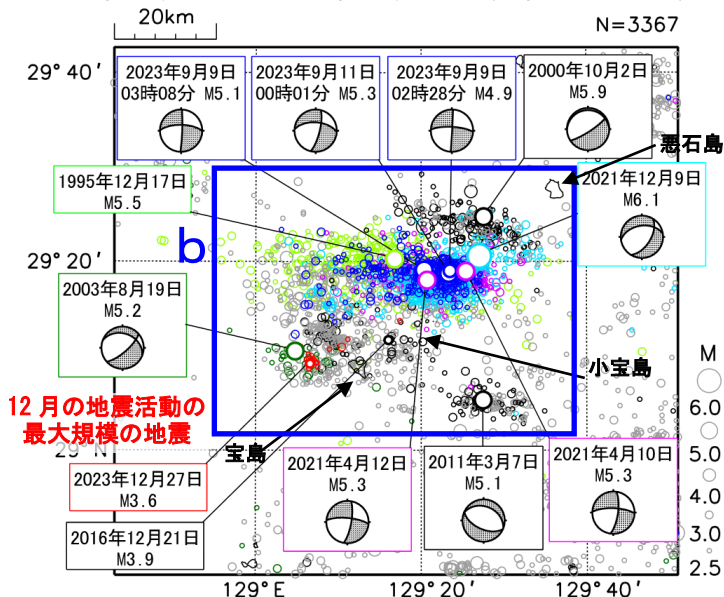 20km
N=3367
29° 40′
2023年9月9日
03時08分 M5.1
2023年9月11日
00時01分 M5.3
2023年9月9日
02時28分 M4.9
2000年10月2日
M5.9
悪石島
1995年12月17日
M5.5
2021年12月9日
M6.1
b
29° 20′
2003年8月19日
M5.2
小宝島
M
12月の地震活動の
最大規模の地震
宝島
6.0
29° N
5.0
2023年12月27日
M3.6
2021年4月12日
M5.3
2011年3月7日
M5.1
2021年4月10日
M5.3
4.0
2016年12月21日
M3.9
3.0
2.5
129° E
129° 20′
129° 40′